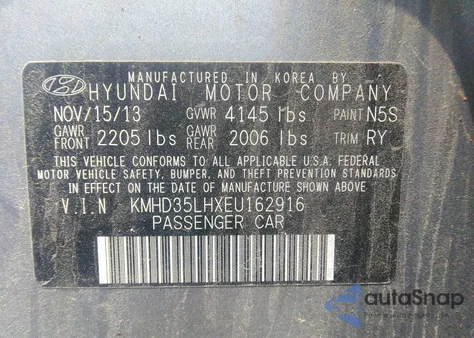 MANUFACTURED IN KOREA BY
HYUNDAI MOTOR COMPANY
NOV/15/13 GVWR 4145 lbs PAINT N5S
GAWR FRONT 2205 lbs GAWR REAR 2006 lbs TRIM RY
THIS VEHICLE CONFORMS TO ALL APPLICABLE U.S.A. FEDERAL
MOTOR VEHICLE SAFETY, BUMPER, AND THEFT PREVENTION STANDARDS
IN EFFECT ON THE DATE OF MANUFACTURE SHOWN ABOVE.
V.I.N KMHD35LHXEU162916
PASSENGER CAR
autoSnap